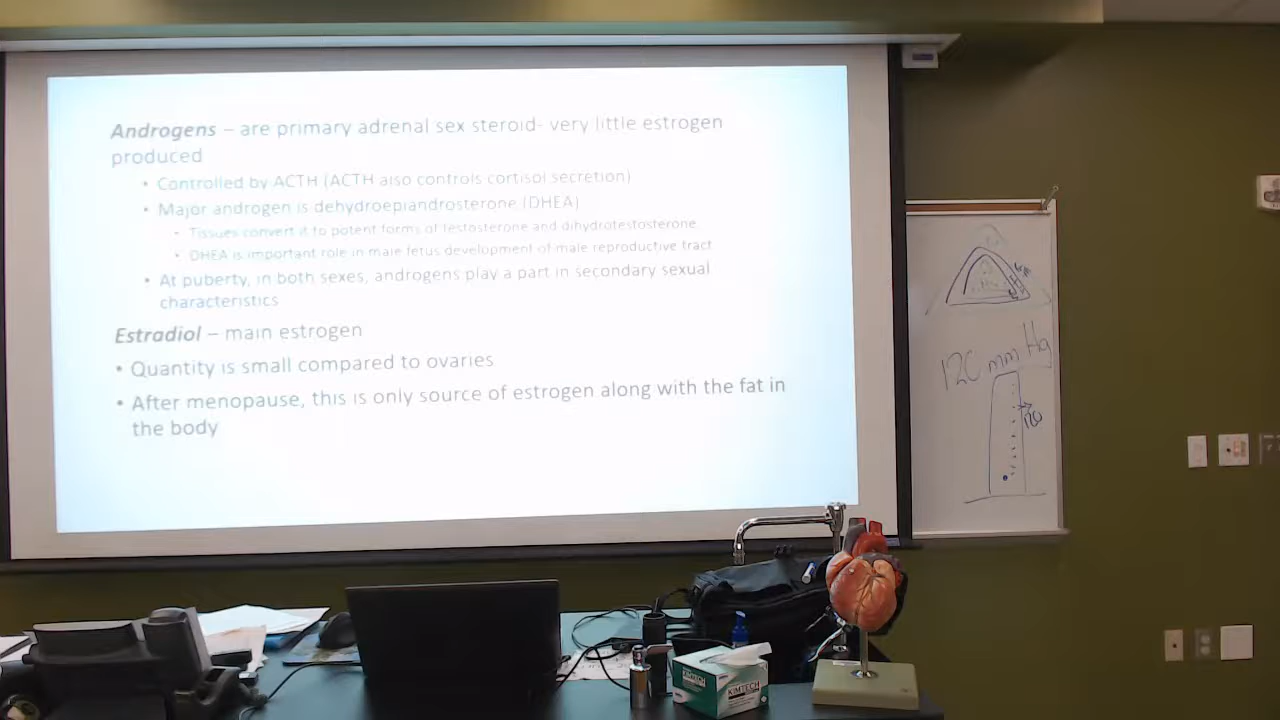 Androgens – are primary adrenal sex steroid- very little estrogen
produced
• Controlled by ACTH (ACTH also controls cortisol secretion)
• Major androgen is dehydroepiandrosterone (DHEA)
• Tissues convert it to potent forms of testosterone and dihydrotestosterone.
• DHEA is important role in male fetus development of male reproductive tract
• At puberty, in both sexes, androgens play a part in secondary sexual
characteristics
Estradiol – main estrogen
• Quantity is small compared to ovaries
• After menopause, this is only source of estrogen along with the fat in
the body
120 mm Hg
120
KIMTECH
KIMTECH